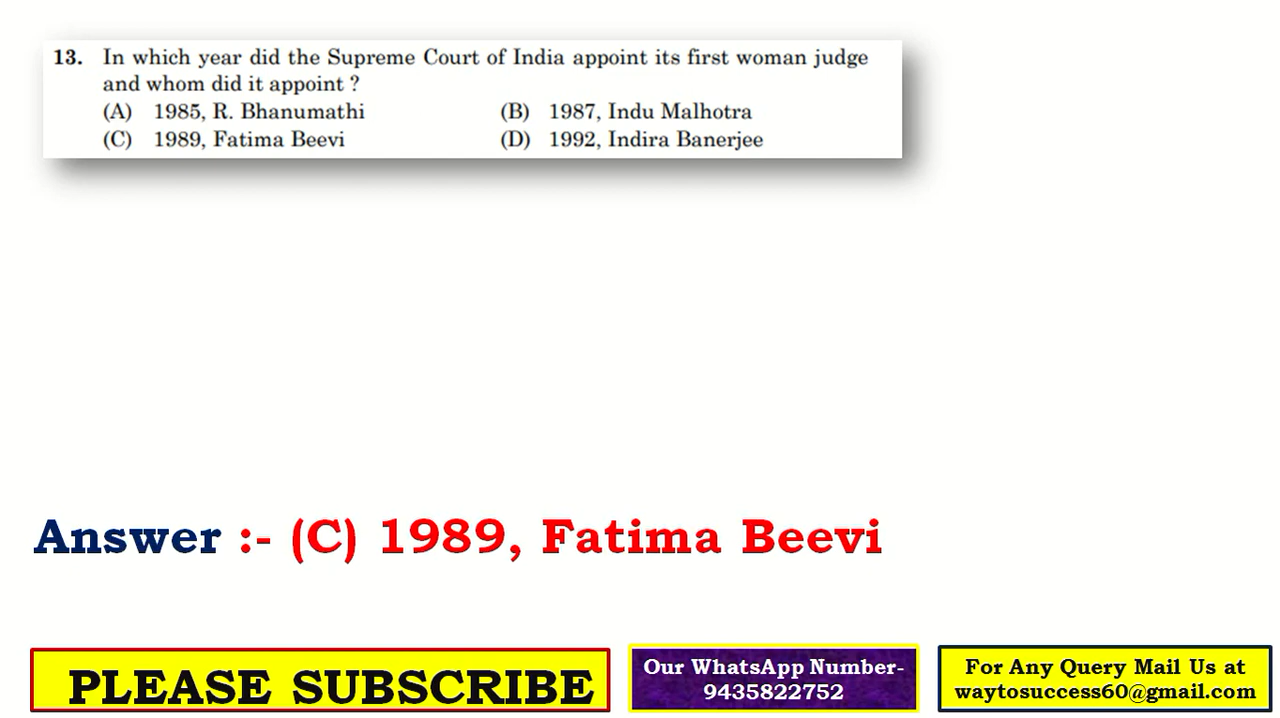 13. In which year did the Supreme Court of India appoint its first woman judge
and whom did it appoint ?
(A) 1985, R. Bhanumathi (B) 1987, Indu Malhotra
(C) 1989, Fatima Beevi (D) 1992, Indira Banerjee
Answer :- (C) 1989, Fatima Beevi
PLEASE SUBSCRIBE
Our WhatsApp Number-
9435822752
For Any Query Mail Us at
waytosuccess60@gmail.com